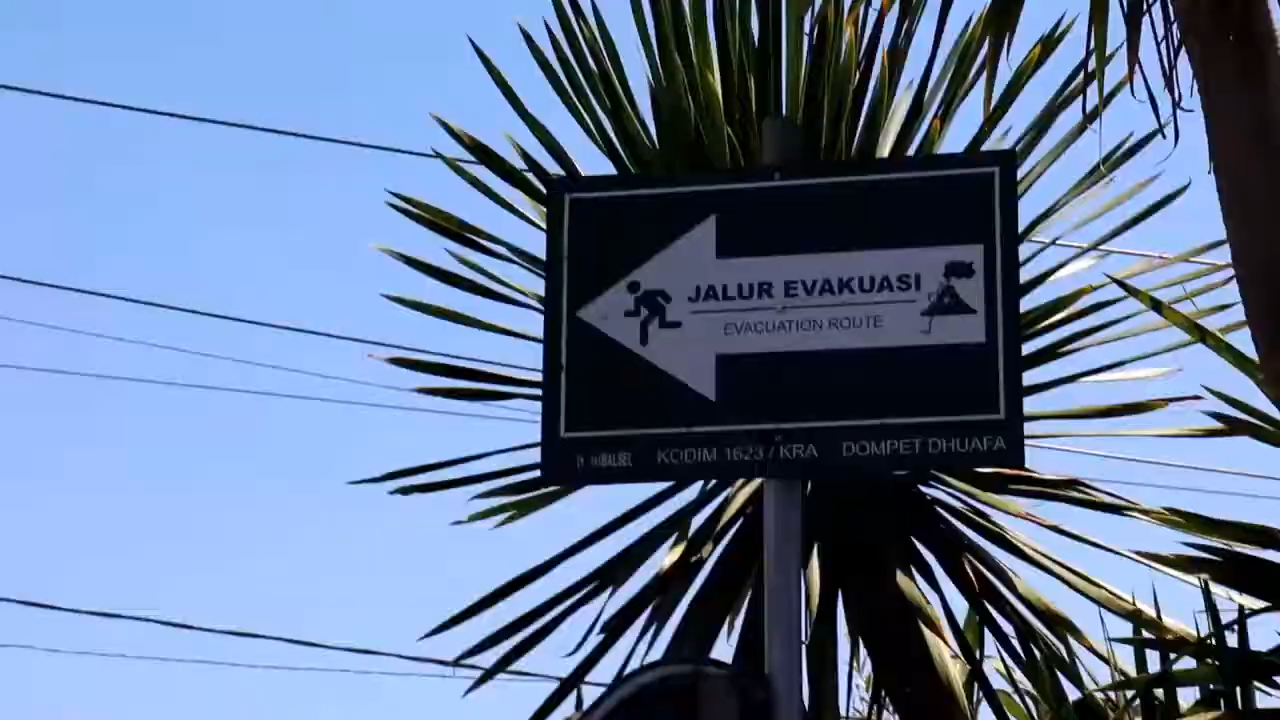 JALUR EVAKUASI
EVACUATION ROUTE
KODIM 1623 / KRA DOMPET DHUAFA